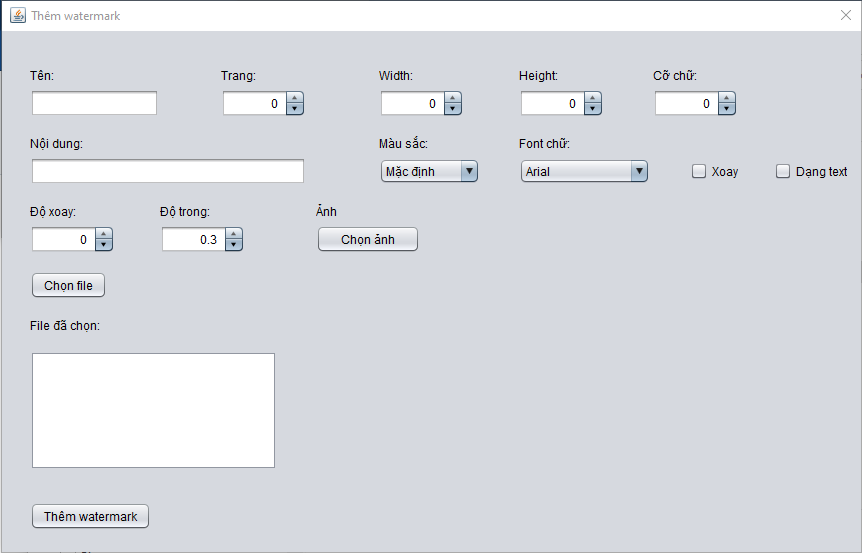 Thêm watermark
Tên: Trang: Width: Height: Cỡ chữ:
0 0 0 0
Nội dung: Màu sắc: Font chữ:
Mặc định Arial Xoay Dạng text
Độ xoay: Độ trong: Ảnh
0 0.3 Chọn ảnh
Chọn file
File đã chọn:
Thêm watermark